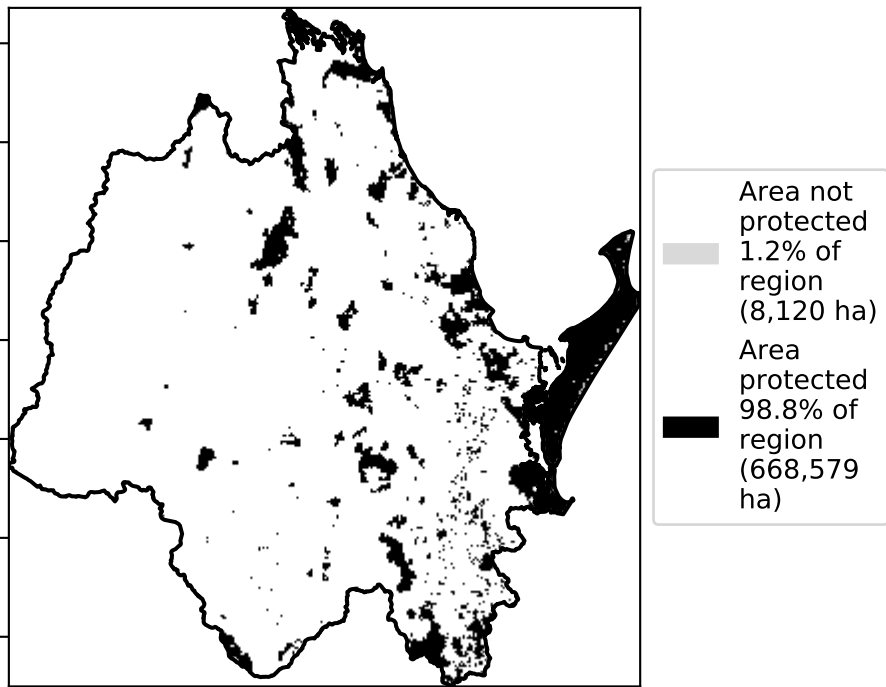 Area not
protected
1.2% of
region
(8,120 ha)
Area
protected
98.8% of
region
(668,579
ha)